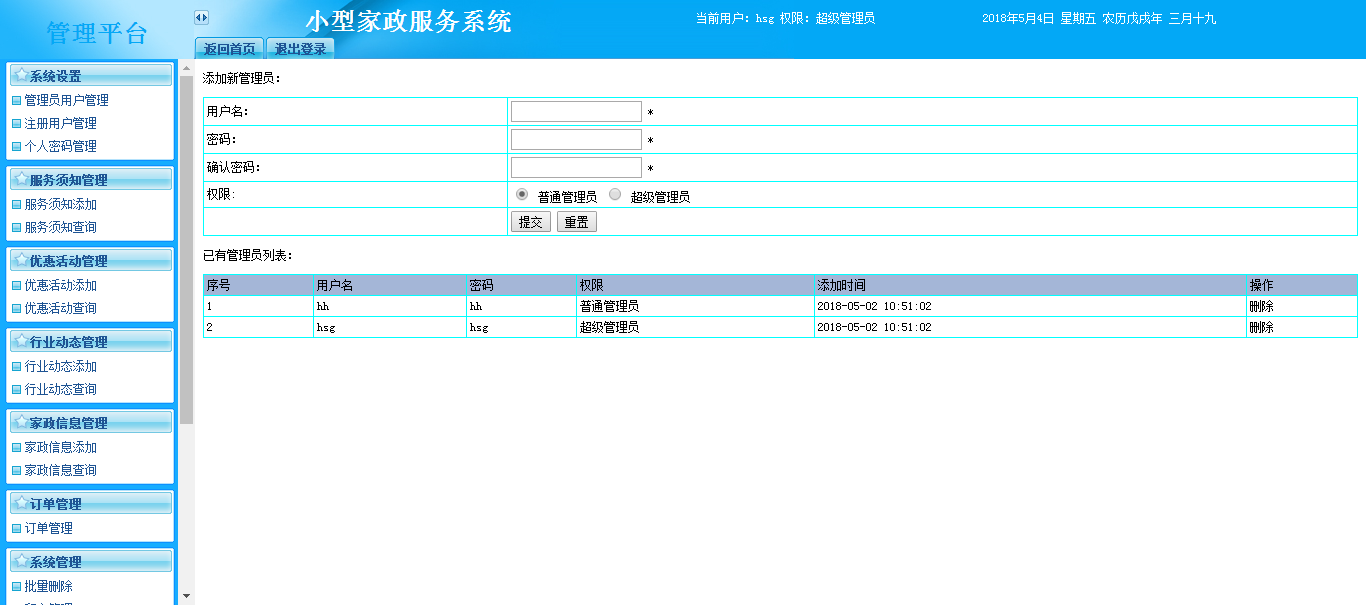 管理平台
小型家政服务系统
当前用户：hsg 权限：超级管理员
2018年5月4日 星期五 农历戊戌年 三月十九
返回首页 退出登录
系统设置
管理员用户管理
注册用户管理
个人密码管理
服务须知管理
服务须知添加
服务须知查询
优惠活动管理
优惠活动添加
优惠活动查询
行业动态管理
行业动态添加
行业动态查询
家政信息管理
家政信息添加
家政信息查询
订单管理
订单管理
系统管理
批量删除
添加新管理员：
用户名： *
密码： *
确认密码： *
权限： 普通管理员 超级管理员
提交 重置
已有管理员列表：
序号 用户名 密码 权限 添加时间 操作
1 hh hh 普通管理员 2018-05-02 10:51:02 删除
2 hsg hsg 超级管理员 2018-05-02 10:51:02 删除